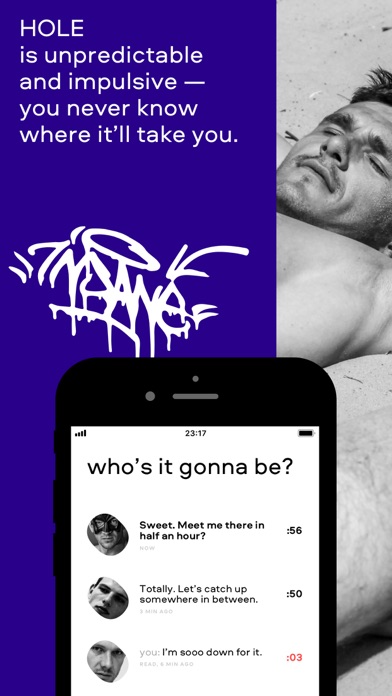 HOLE
is unpredictable
and impulsive —
you never know
where it’ll take you.
INSANE
23:17
who’s it gonna be?
Sweet. Meet me there in
half an hour?
:56
NOW
Totally. Let’s catch up
somewhere in between.
:50
3 MIN AGO
you: I’m sooo down for it.
:03
READ, 6 MIN AGO